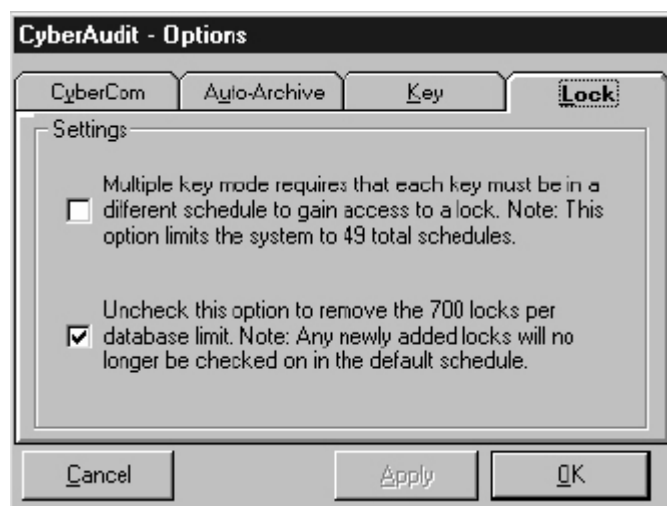 CyberAudit - Options
CyberCom
Auto-Archive
Key
Lock
Settings
Multiple key mode requires that each key must be in a
different schedule to gain access to a lock. Note: This
option limits the system to 49 total schedules.
Uncheck this option to remove the 700 locks per
database limit. Note: Any newly added locks will no
longer be checked on in the default schedule.
Cancel
Apply
OK